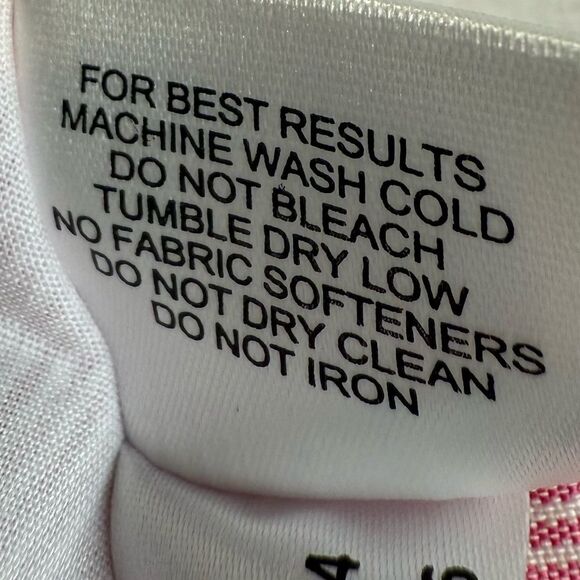 FOR BEST RESULTS
MACHINE WASH COLD
DO NOT BLEACH
TUMBLE DRY LOW
NO FABRIC SOFTENERS
DO NOT DRY CLEAN
DO NOT IRON